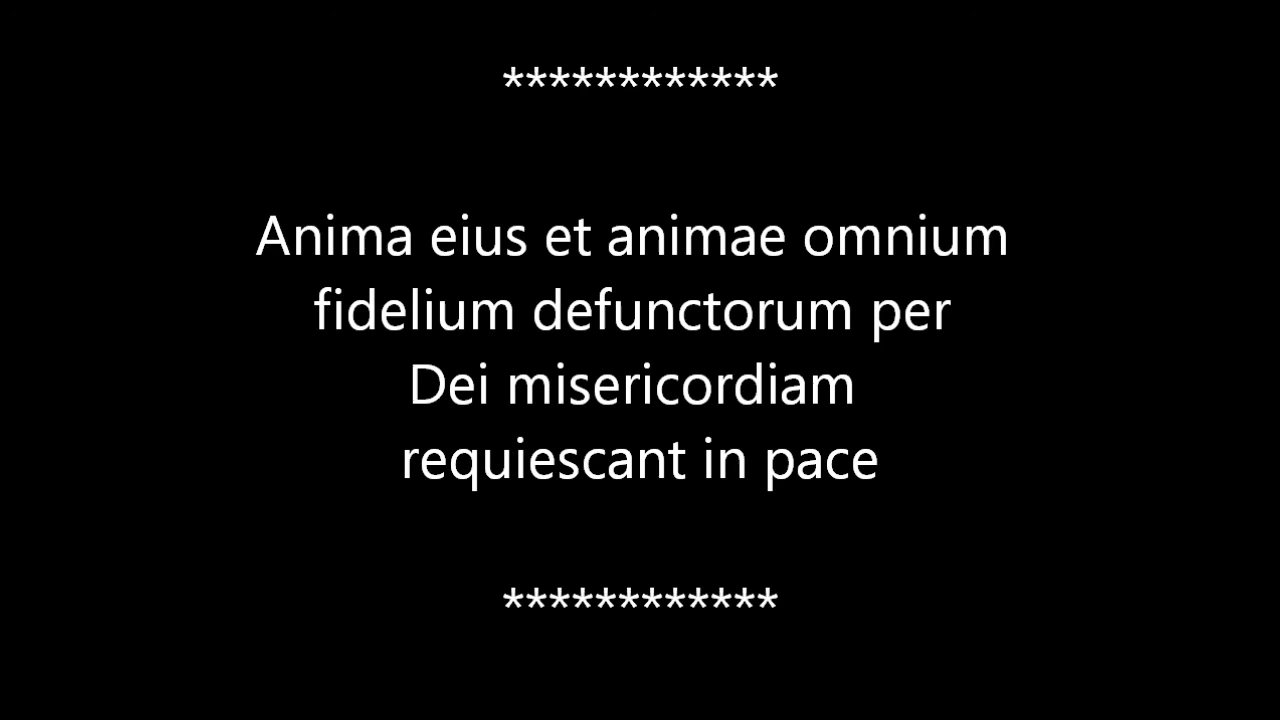 ************
Anima eius et animae omnium
fidelium defunctorum per
Dei misericordiam
requiescant in pace
************